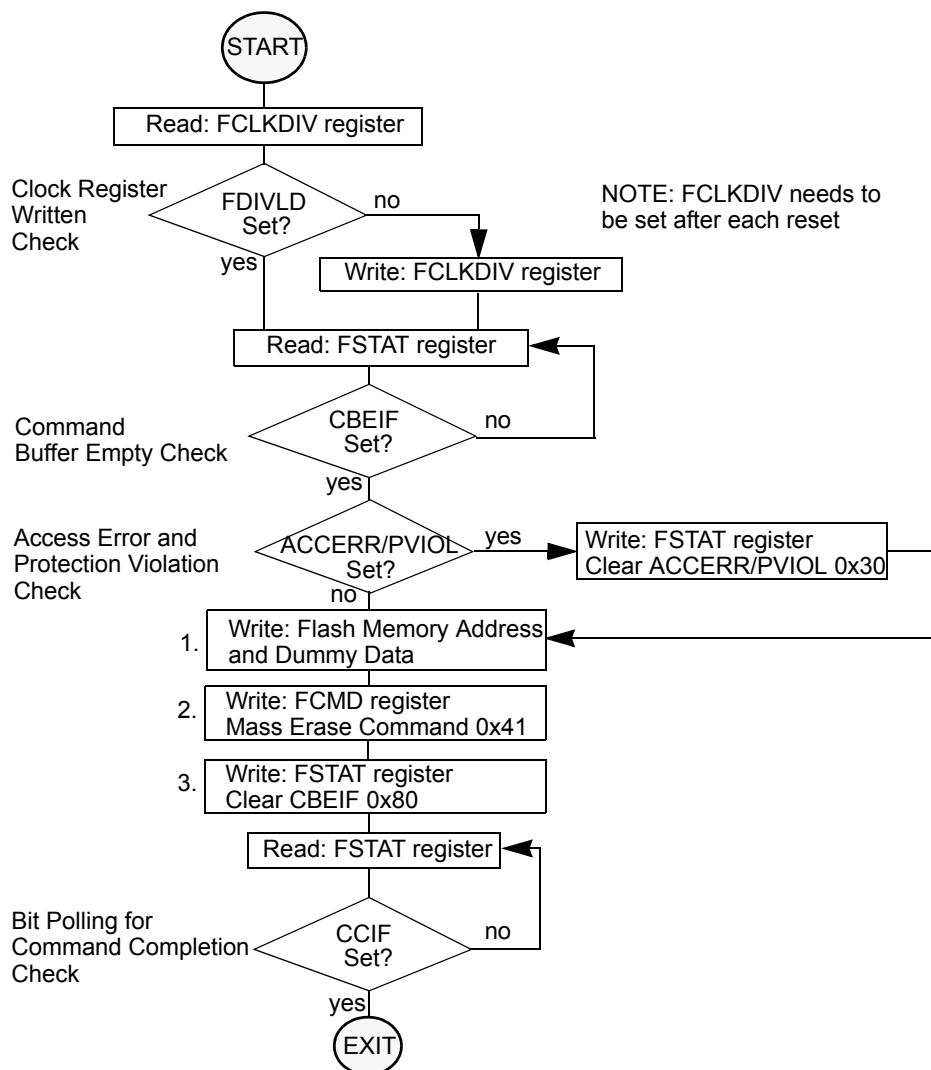 START
Read: FCLKDIV register
Clock Register
Written
Check
FDIVLD
Set?
no
yes
NOTE: FCLKDIV needs to
be set after each reset
Write: FCLKDIV register
Read: FSTAT register
Command
Buffer Empty Check
CBEIF
Set?
no
yes
Access Error and
Protection Violation
Check
ACCERR/PVIOL
Set?
yes
no
Write: FSTAT register
Clear ACCERR/PVIOL 0x30
1.
Write: Flash Memory Address
and Dummy Data
2.
Write: FCMD register
Mass Erase Command 0x41
3.
Write: FSTAT register
Clear CBEIF 0x80
Read: FSTAT register
Bit Polling for
Command Completion
Check
CCIF
Set?
no
yes
EXIT